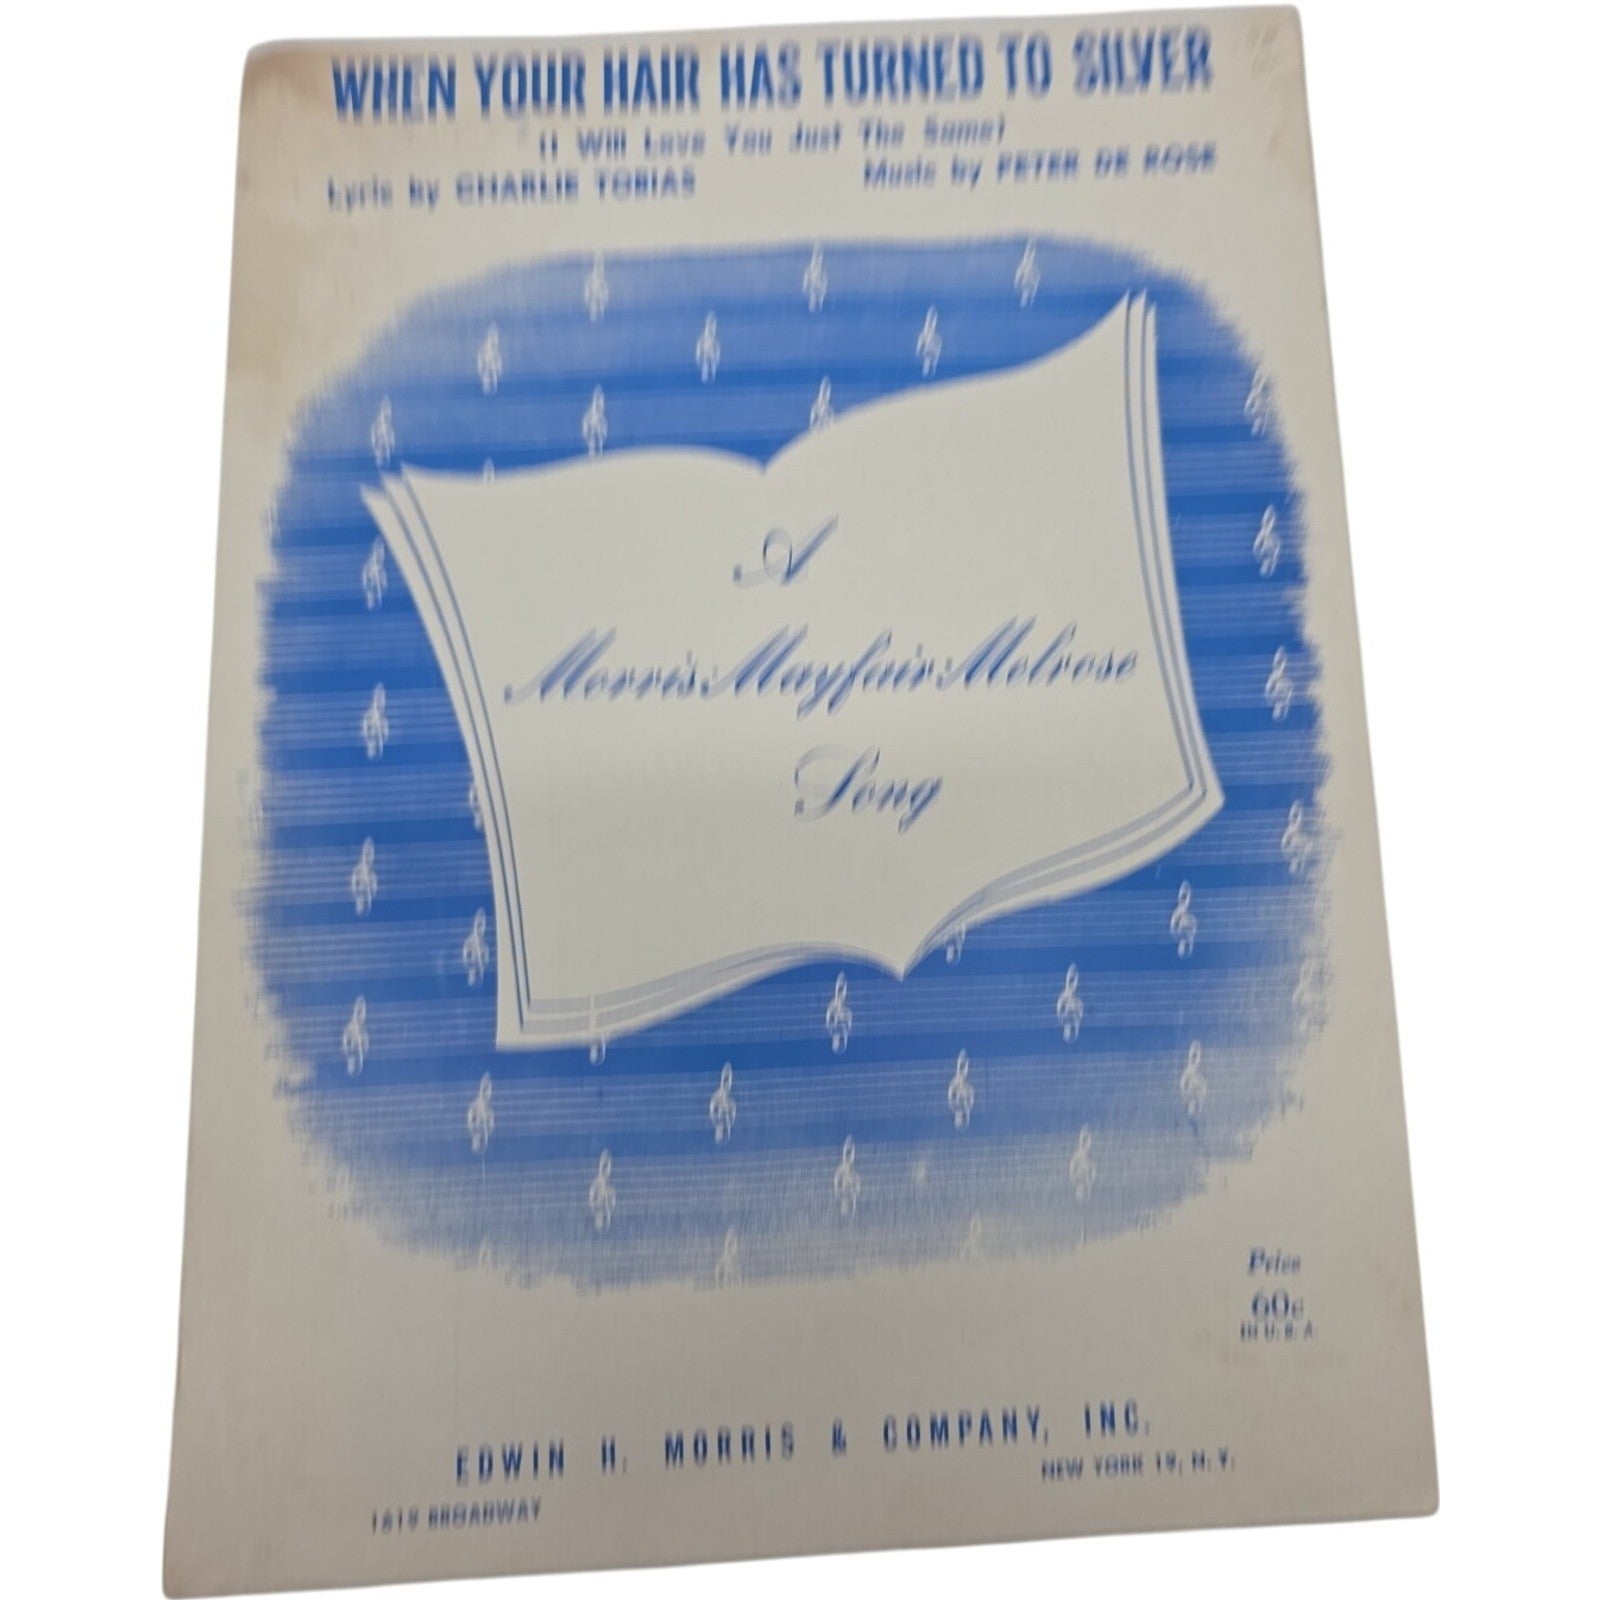 WHEN YOUR HAIR HAS TURNED TO SILVER
(I Will Love You Just The Same)
Lyric by CHARLIE TOBIAS Music by PETER DE ROSE
A
Morris·Mayfair·Melrose
Song
Price
60c
IN U. S. A.
EDWIN H. MORRIS & COMPANY, INC.
1619 BROADWAY NEW YORK 19, N. Y.